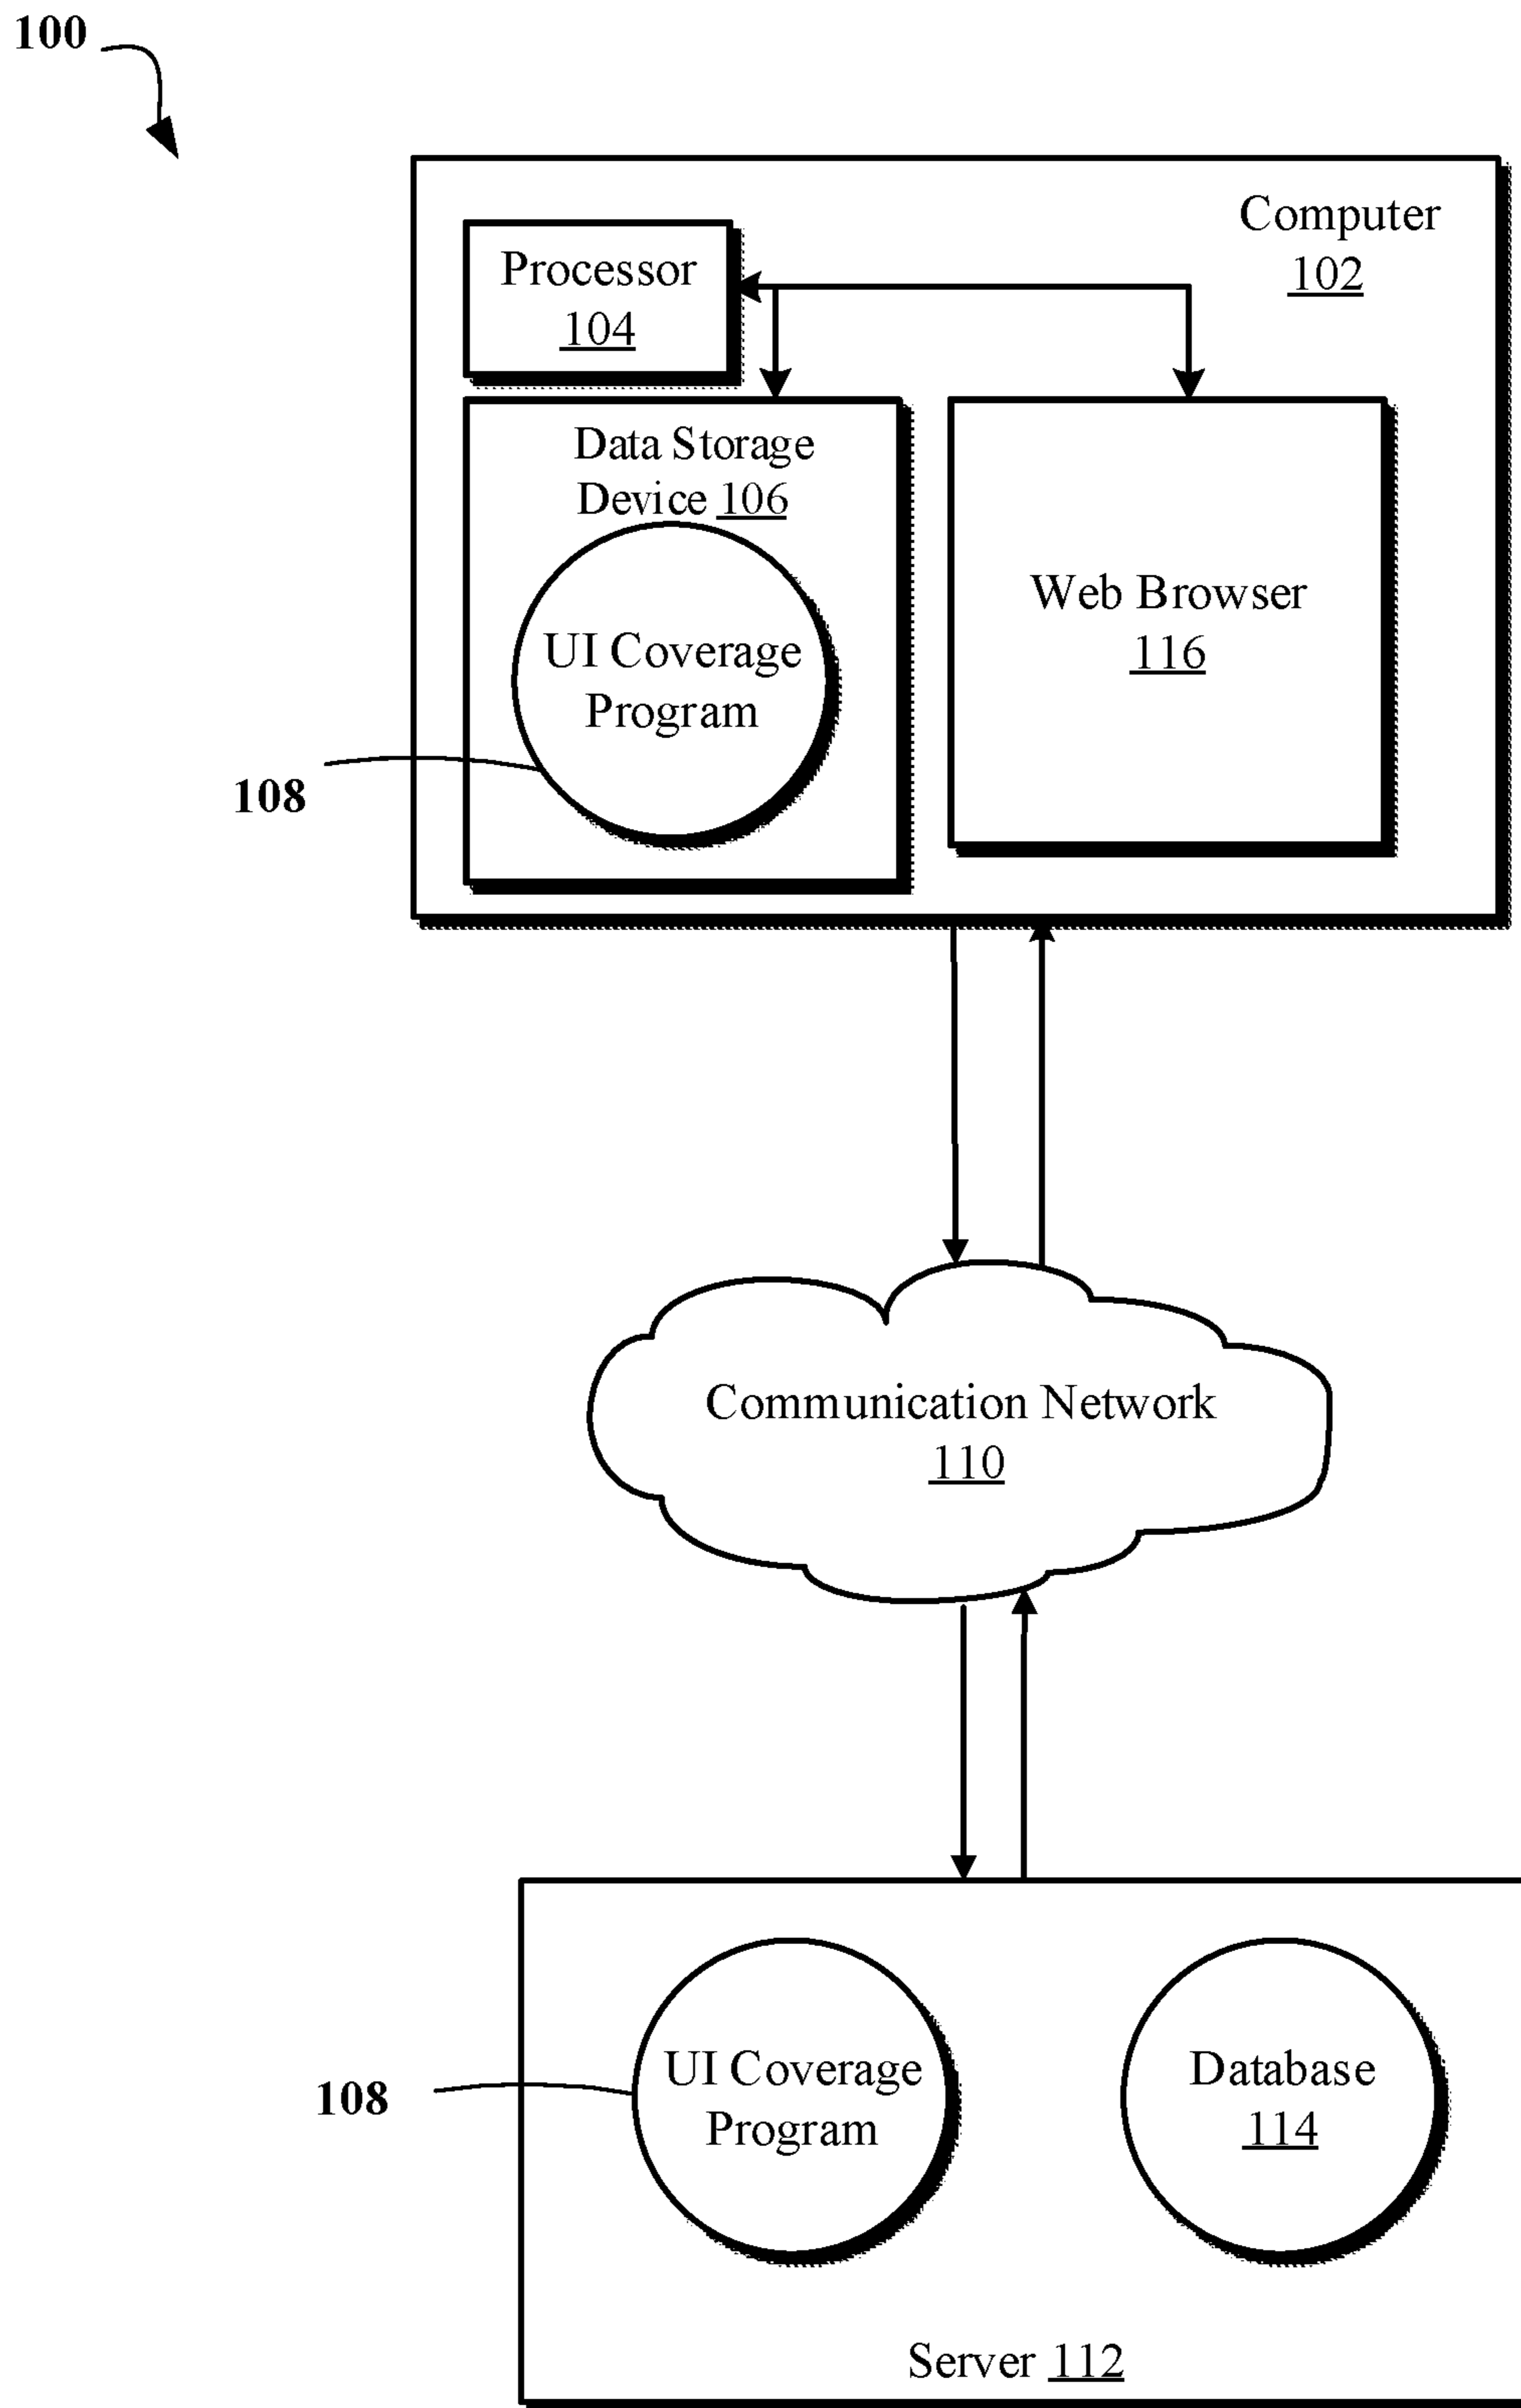 100
Computer
102
Processor
104
Data Storage
Device 106
UI Coverage
Program
108
Web Browser
116
Communication Network
110
UI Coverage
Program
108
Database
114
Server 112